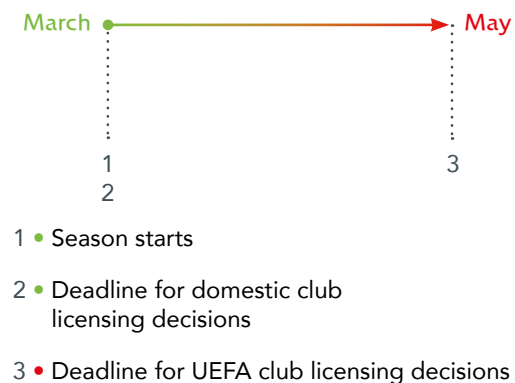 March May
1 3
2
1 • Season starts
2 • Deadline for domestic club
licensing decisions
3 • Deadline for UEFA club licensing decisions